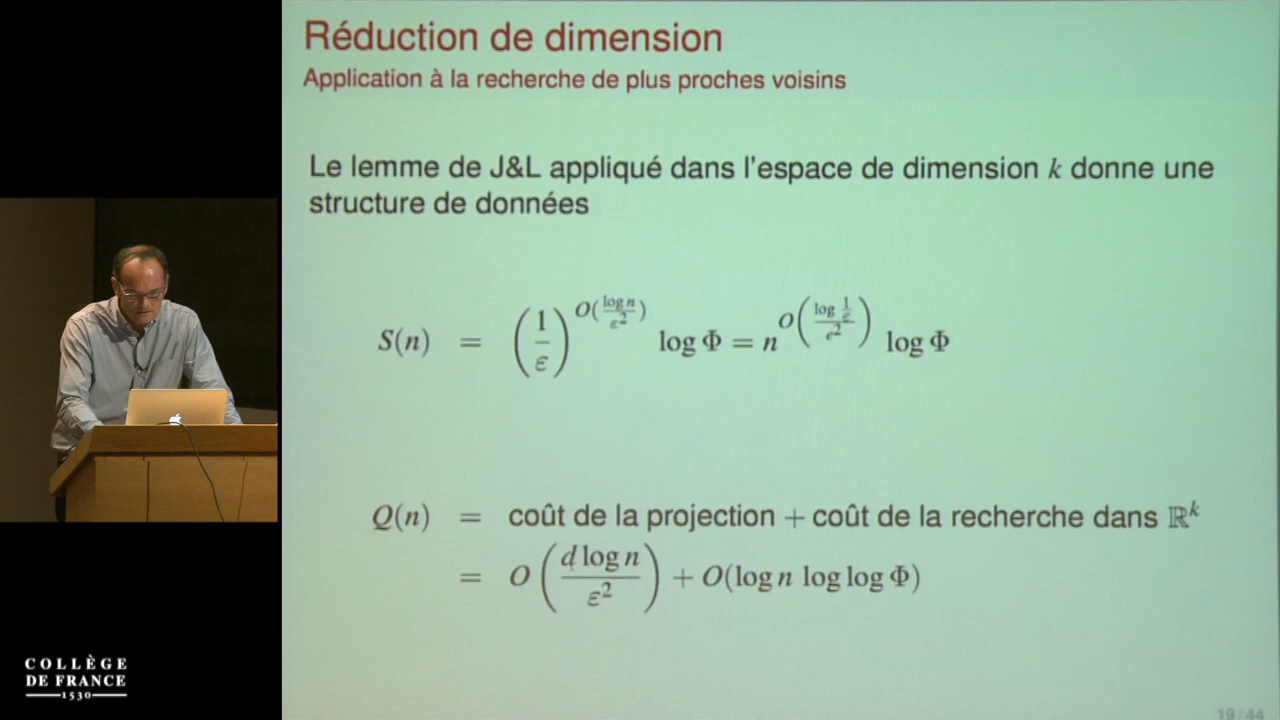 Réduction de dimension
Application à la recherche de plus proches voisins
Le lemme de J&L appliqué dans l'espace de dimension k donne une
structure de données
S(n) = (1/ε)^{O(log n/ε²)} log Φ = n^{O(log 1/ε / ε²)} log Φ
Q(n) = coût de la projection + coût de la recherche dans ℝ^k
= O(d log n/ε²) + O(log n log log Φ)
COLLÈGE
DE FRANCE
1530
19/44